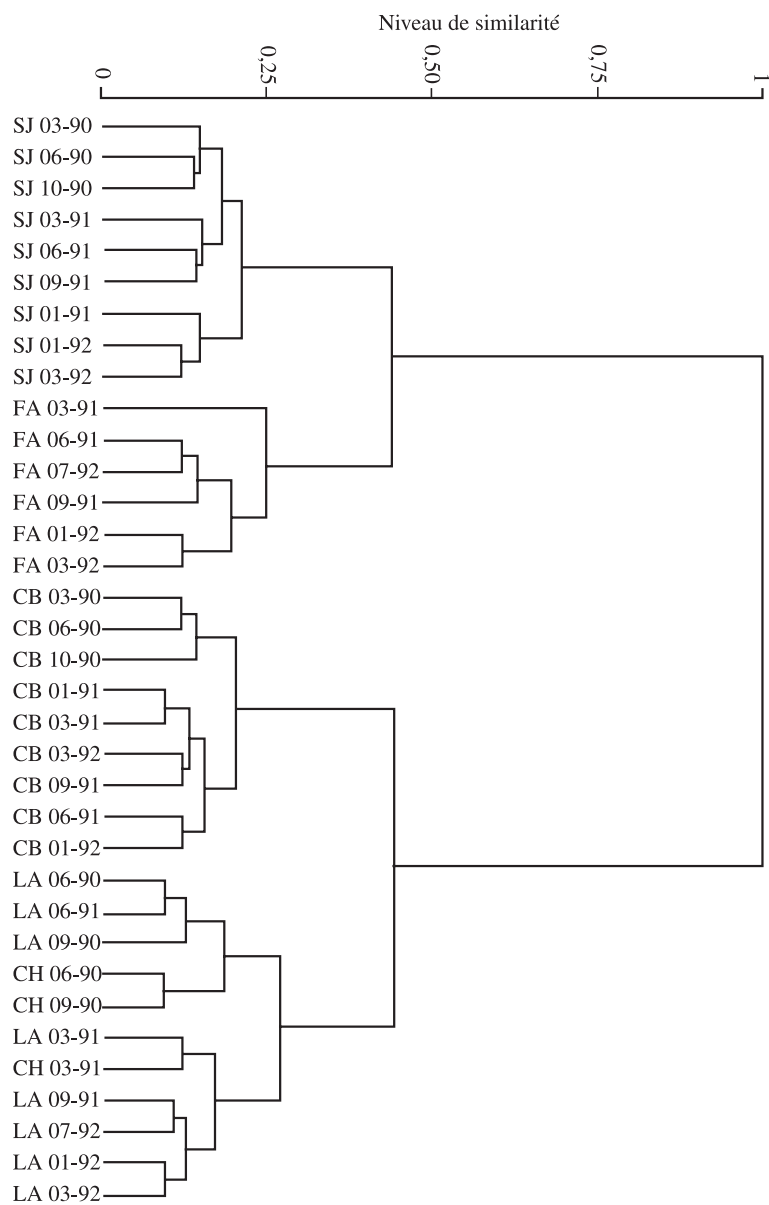 Niveau de similarité
0 0,25 0,50 0,75 1
SJ 03-90
SJ 06-90
SJ 10-90
SJ 03-91
SJ 06-91
SJ 09-91
SJ 01-91
SJ 01-92
SJ 03-92
FA 03-91
FA 06-91
FA 07-92
FA 09-91
FA 01-92
FA 03-92
CB 03-90
CB 06-90
CB 10-90
CB 01-91
CB 03-91
CB 03-92
CB 09-91
CB 06-91
CB 01-92
LA 06-90
LA 06-91
LA 09-90
CH 06-90
CH 09-90
LA 03-91
CH 03-91
LA 09-91
LA 07-92
LA 01-92
LA 03-92